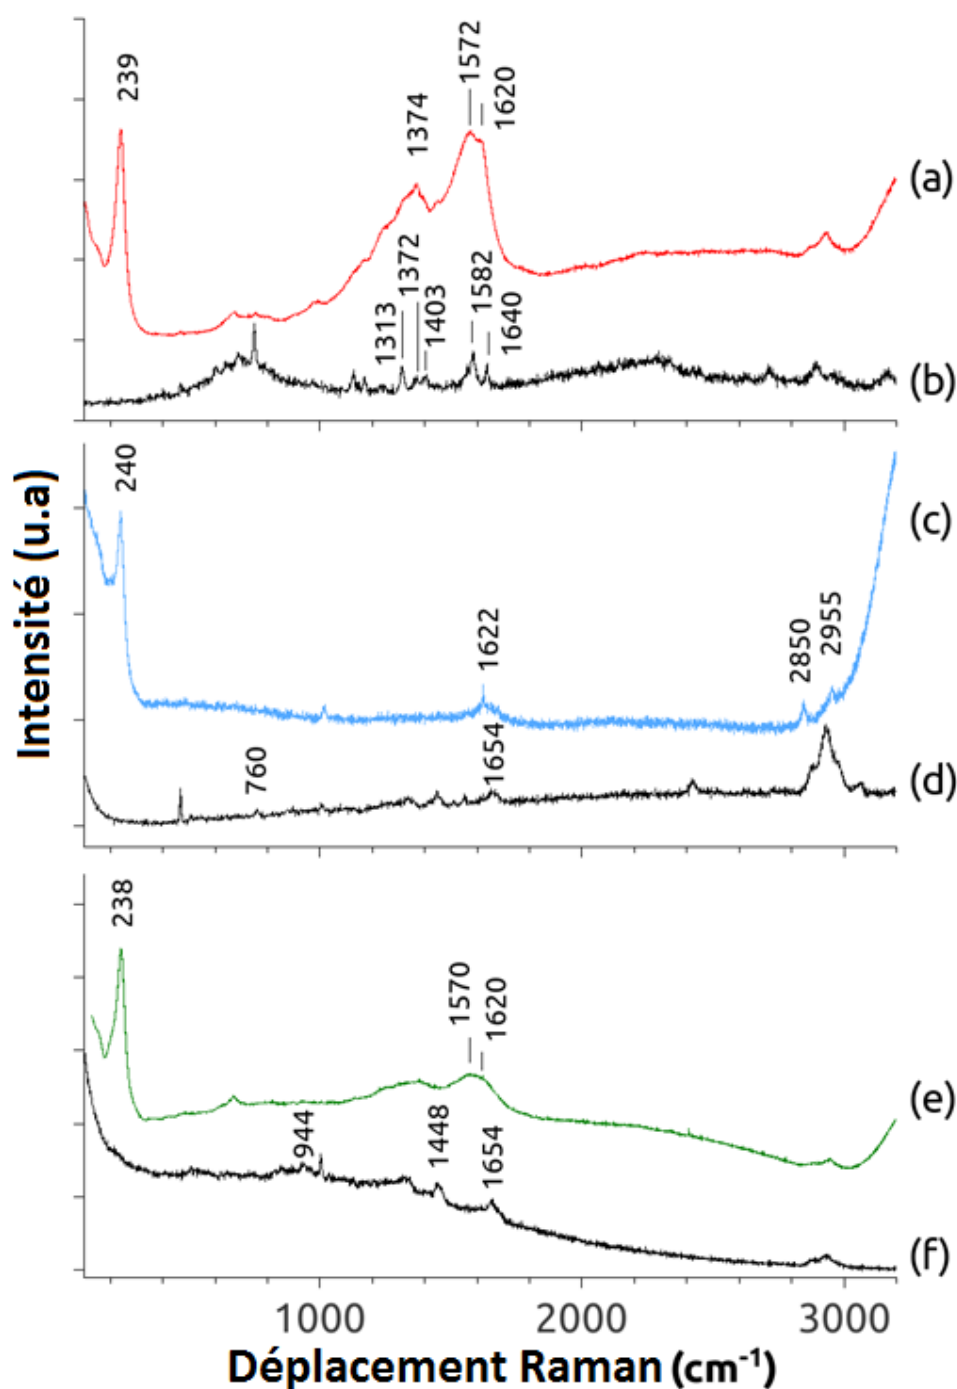 239
1374
1572
1620
(a)
1313
1372
1403
1582
1640
(b)
240
1622
2850
2955
(c)
760
1654
(d)
238
1570
1620
(e)
944
1448
1654
(f)
Intensité (u.a)
1000 2000 3000
Déplacement Raman (cm⁻¹)